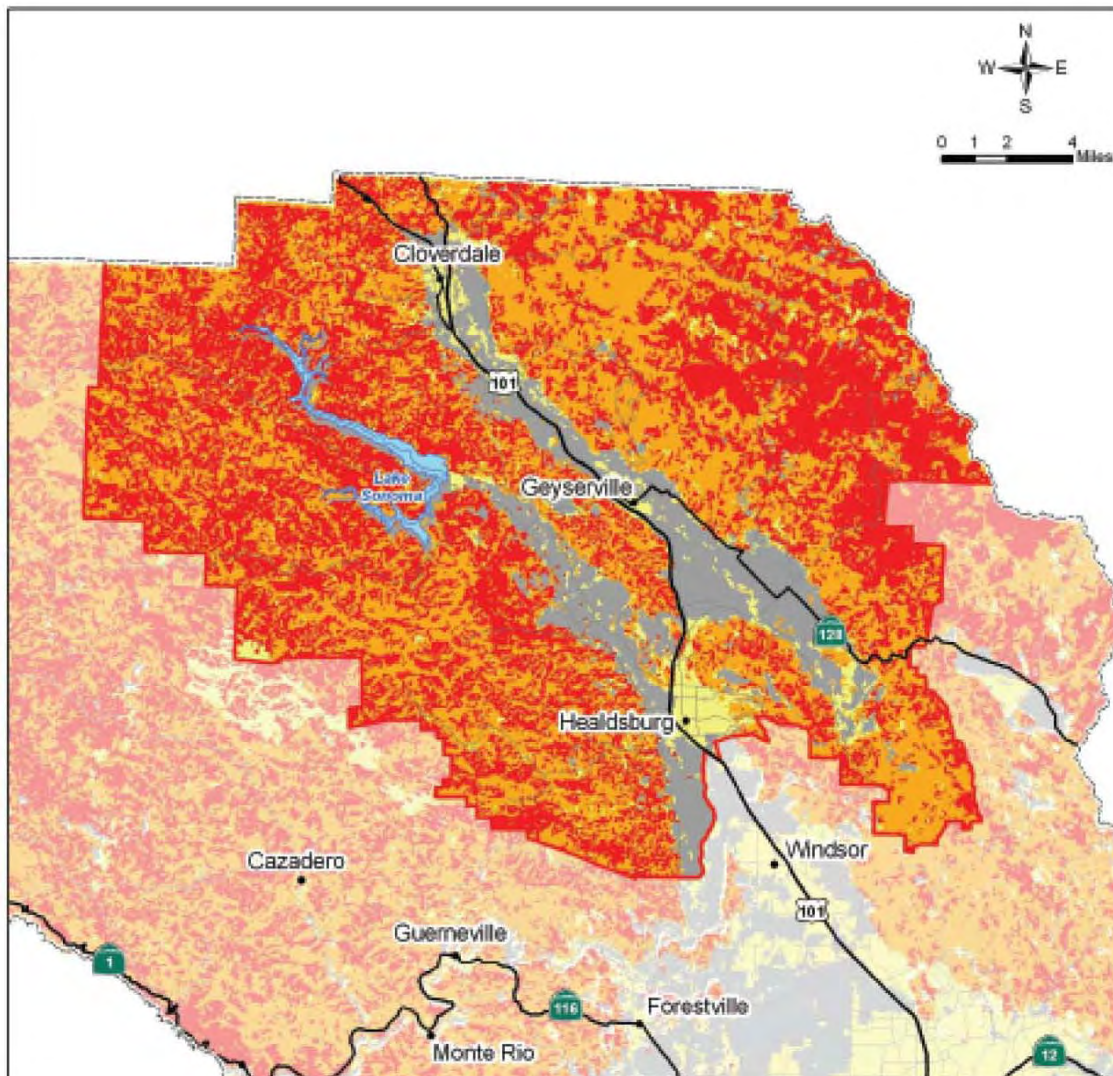 N
W E
S
0 1 2 4
Miles
Cloverdale
101
Lake
Sonoma
Geyserville
128
Healdsburg
Cazadero
Windsor
101
Guerneville
1
116
Forestville
Monte Rio
12